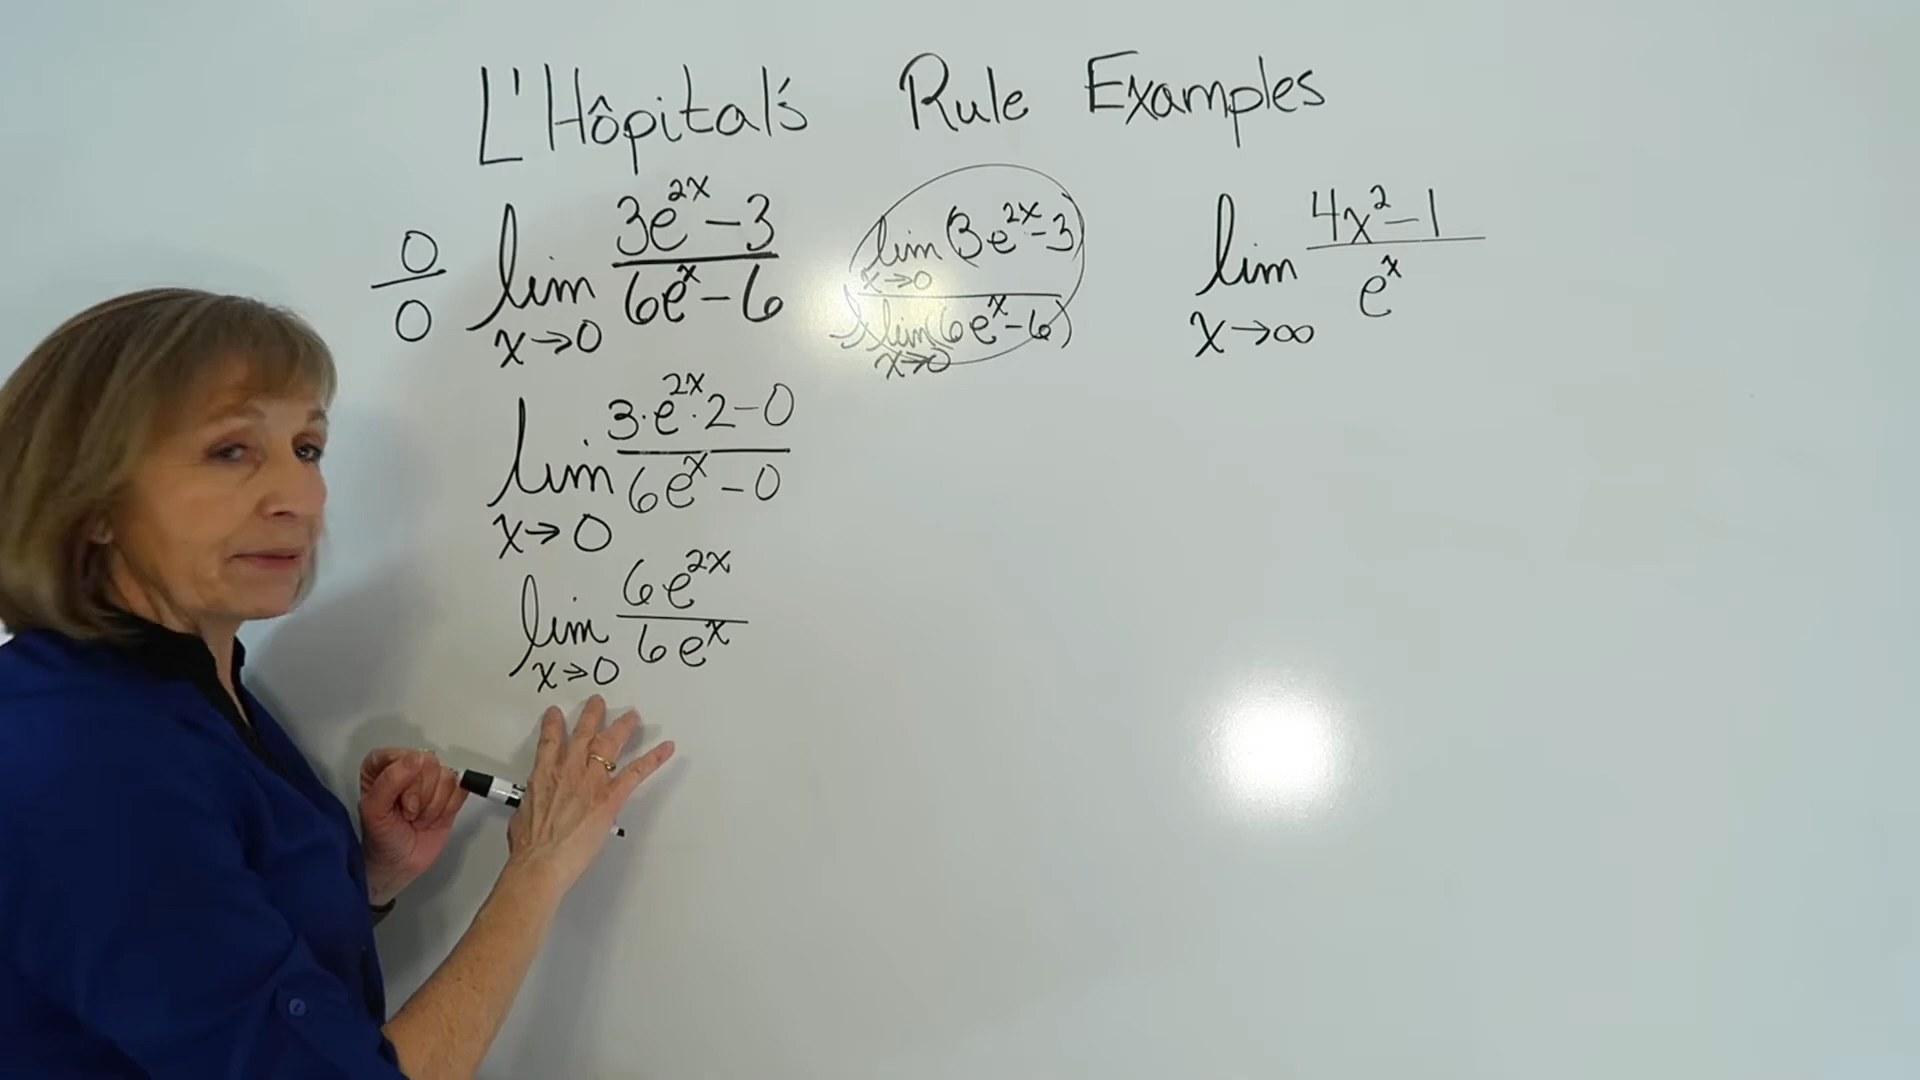 L'Hôpital's Rule Examples
0/0 lim x→0 (3e^{2x} − 3)/(6e^x − 6)
lim x→0 (3·e^{2x}·2 − 0)/(6e^x − 0)
lim x→0 6e^{2x}/6e^x
lim x→0 (3e^{2x} − 3)
lim x→0 (6e^x − 6)
lim x→∞ (4x² − 1)/e^x